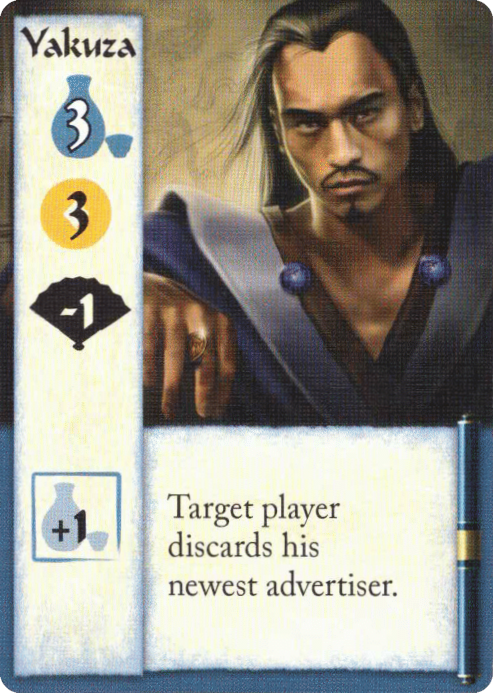 Yakuza
3
3
-1
+1
Target player
discards his
newest advertiser.